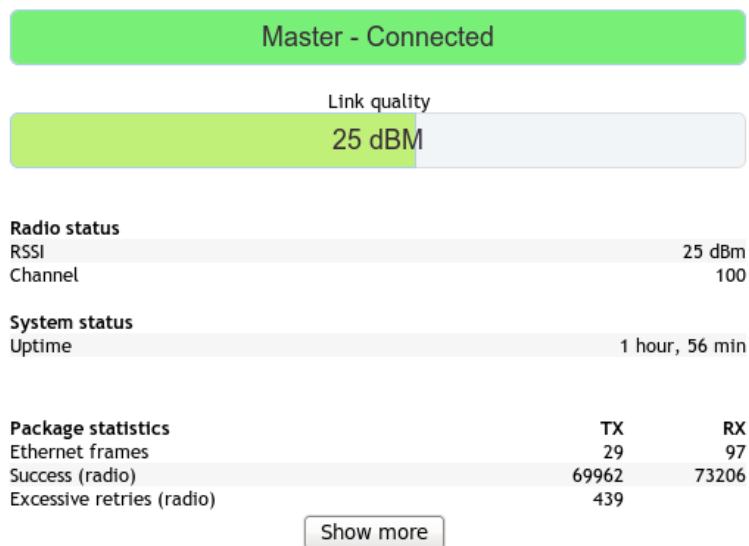 Master - Connected
Link quality
25 dBM
Radio status
RSSI 25 dBm
Channel 100
System status
Uptime 1 hour, 56 min
Package statistics TX RX
Ethernet frames 29 97
Success (radio) 69962 73206
Excessive retries (radio) 439
Show more